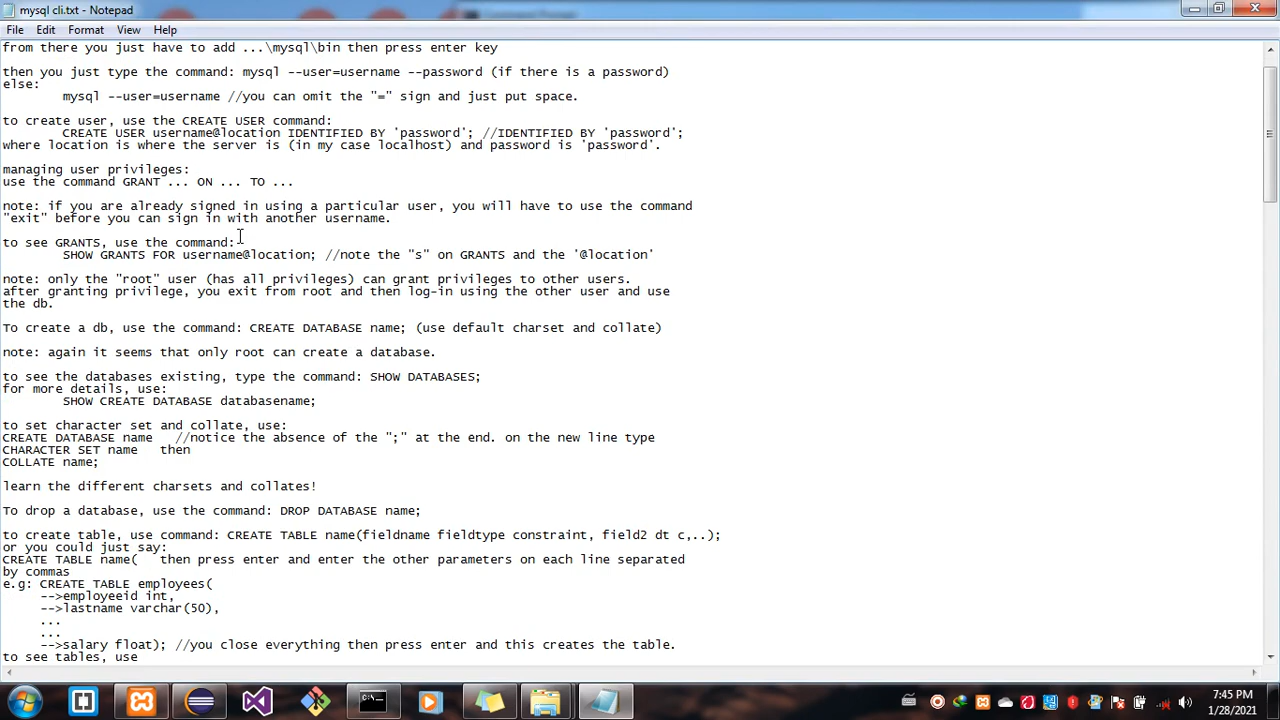 mysql cli.txt - Notepad
File Edit Format View Help
from there you just have to add ...\mysql\bin then press enter key
then you just type the command: mysql --user=username --password (if there is a password)
else:
mysql --user=username //you can omit the "=" sign and just put space.
to create user, use the CREATE USER command:
CREATE USER username@location IDENTIFIED BY 'password'; //IDENTIFIED BY 'password';
where location is where the server is (in my case localhost) and password is 'password'.
managing user privileges:
use the command GRANT ... ON ... TO ...
note: if you are already signed in using a particular user, you will have to use the command
"exit" before you can sign in with another username.
to see GRANTS, use the command:
SHOW GRANTS FOR username@location; //note the "s" on GRANTS and the '@location'
note: only the "root" user (has all privileges) can grant privileges to other users.
after granting privilege, you exit from root and then log-in using the other user and use
the db.
To create a db, use the command: CREATE DATABASE name; (use default charset and collate)
note: again it seems that only root can create a database.
to see the databases existing, type the command: SHOW DATABASES;
for more details, use:
SHOW CREATE DATABASE databasename;
to set character set and collate, use:
CREATE DATABASE name //notice the absence of the ";" at the end. on the new line type
CHARACTER SET name then
COLLATE name;
learn the different charsets and collates!
To drop a database, use the command: DROP DATABASE name;
to create table, use command: CREATE TABLE name(fieldname fieldtype constraint, field2 dt c,..);
or you could just say:
CREATE TABLE name( then press enter and enter the other parameters on each line separated
by commas
e.g: CREATE TABLE employees(
-->employeeid int,
-->lastname varchar(50),
...
...
-->salary float); //you close everything then press enter and this creates the table.
to see tables, use
7:45 PM
1/28/2021